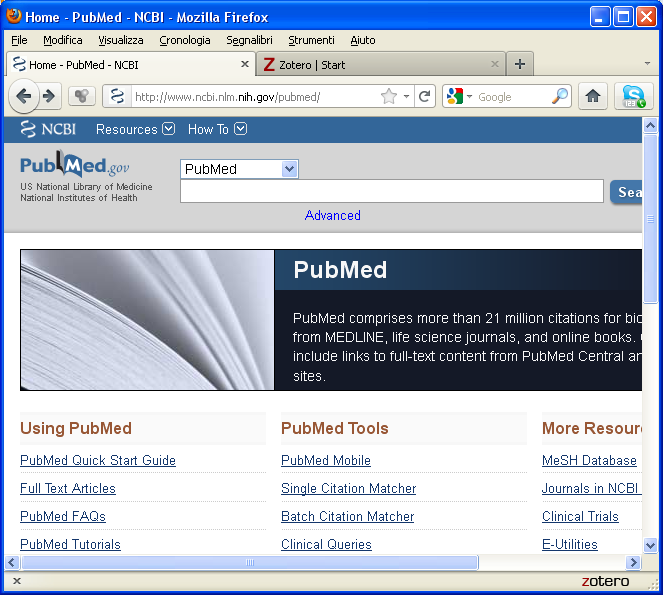 Home - PubMed - NCBI - Mozilla Firefox
File Modifica Visualizza Cronologia Segnalibri Strumenti Aiuto
Home - PubMed - NCBI × Z Zotero | Start × +
http://www.ncbi.nlm.nih.gov/pubmed/ Google
NCBI Resources How To
PubMed.gov
US National Library of Medicine
National Institutes of Health
PubMed
Sea
Advanced
PubMed
PubMed comprises more than 21 million citations for bio
from MEDLINE, life science journals, and online books.
include links to full-text content from PubMed Central an
sites.
Using PubMed PubMed Tools More Resour
PubMed Quick Start Guide PubMed Mobile MeSH Database
Full Text Articles Single Citation Matcher Journals in NCBI
PubMed FAQs Batch Citation Matcher Clinical Trials
PubMed Tutorials Clinical Queries E-Utilities
× zotero